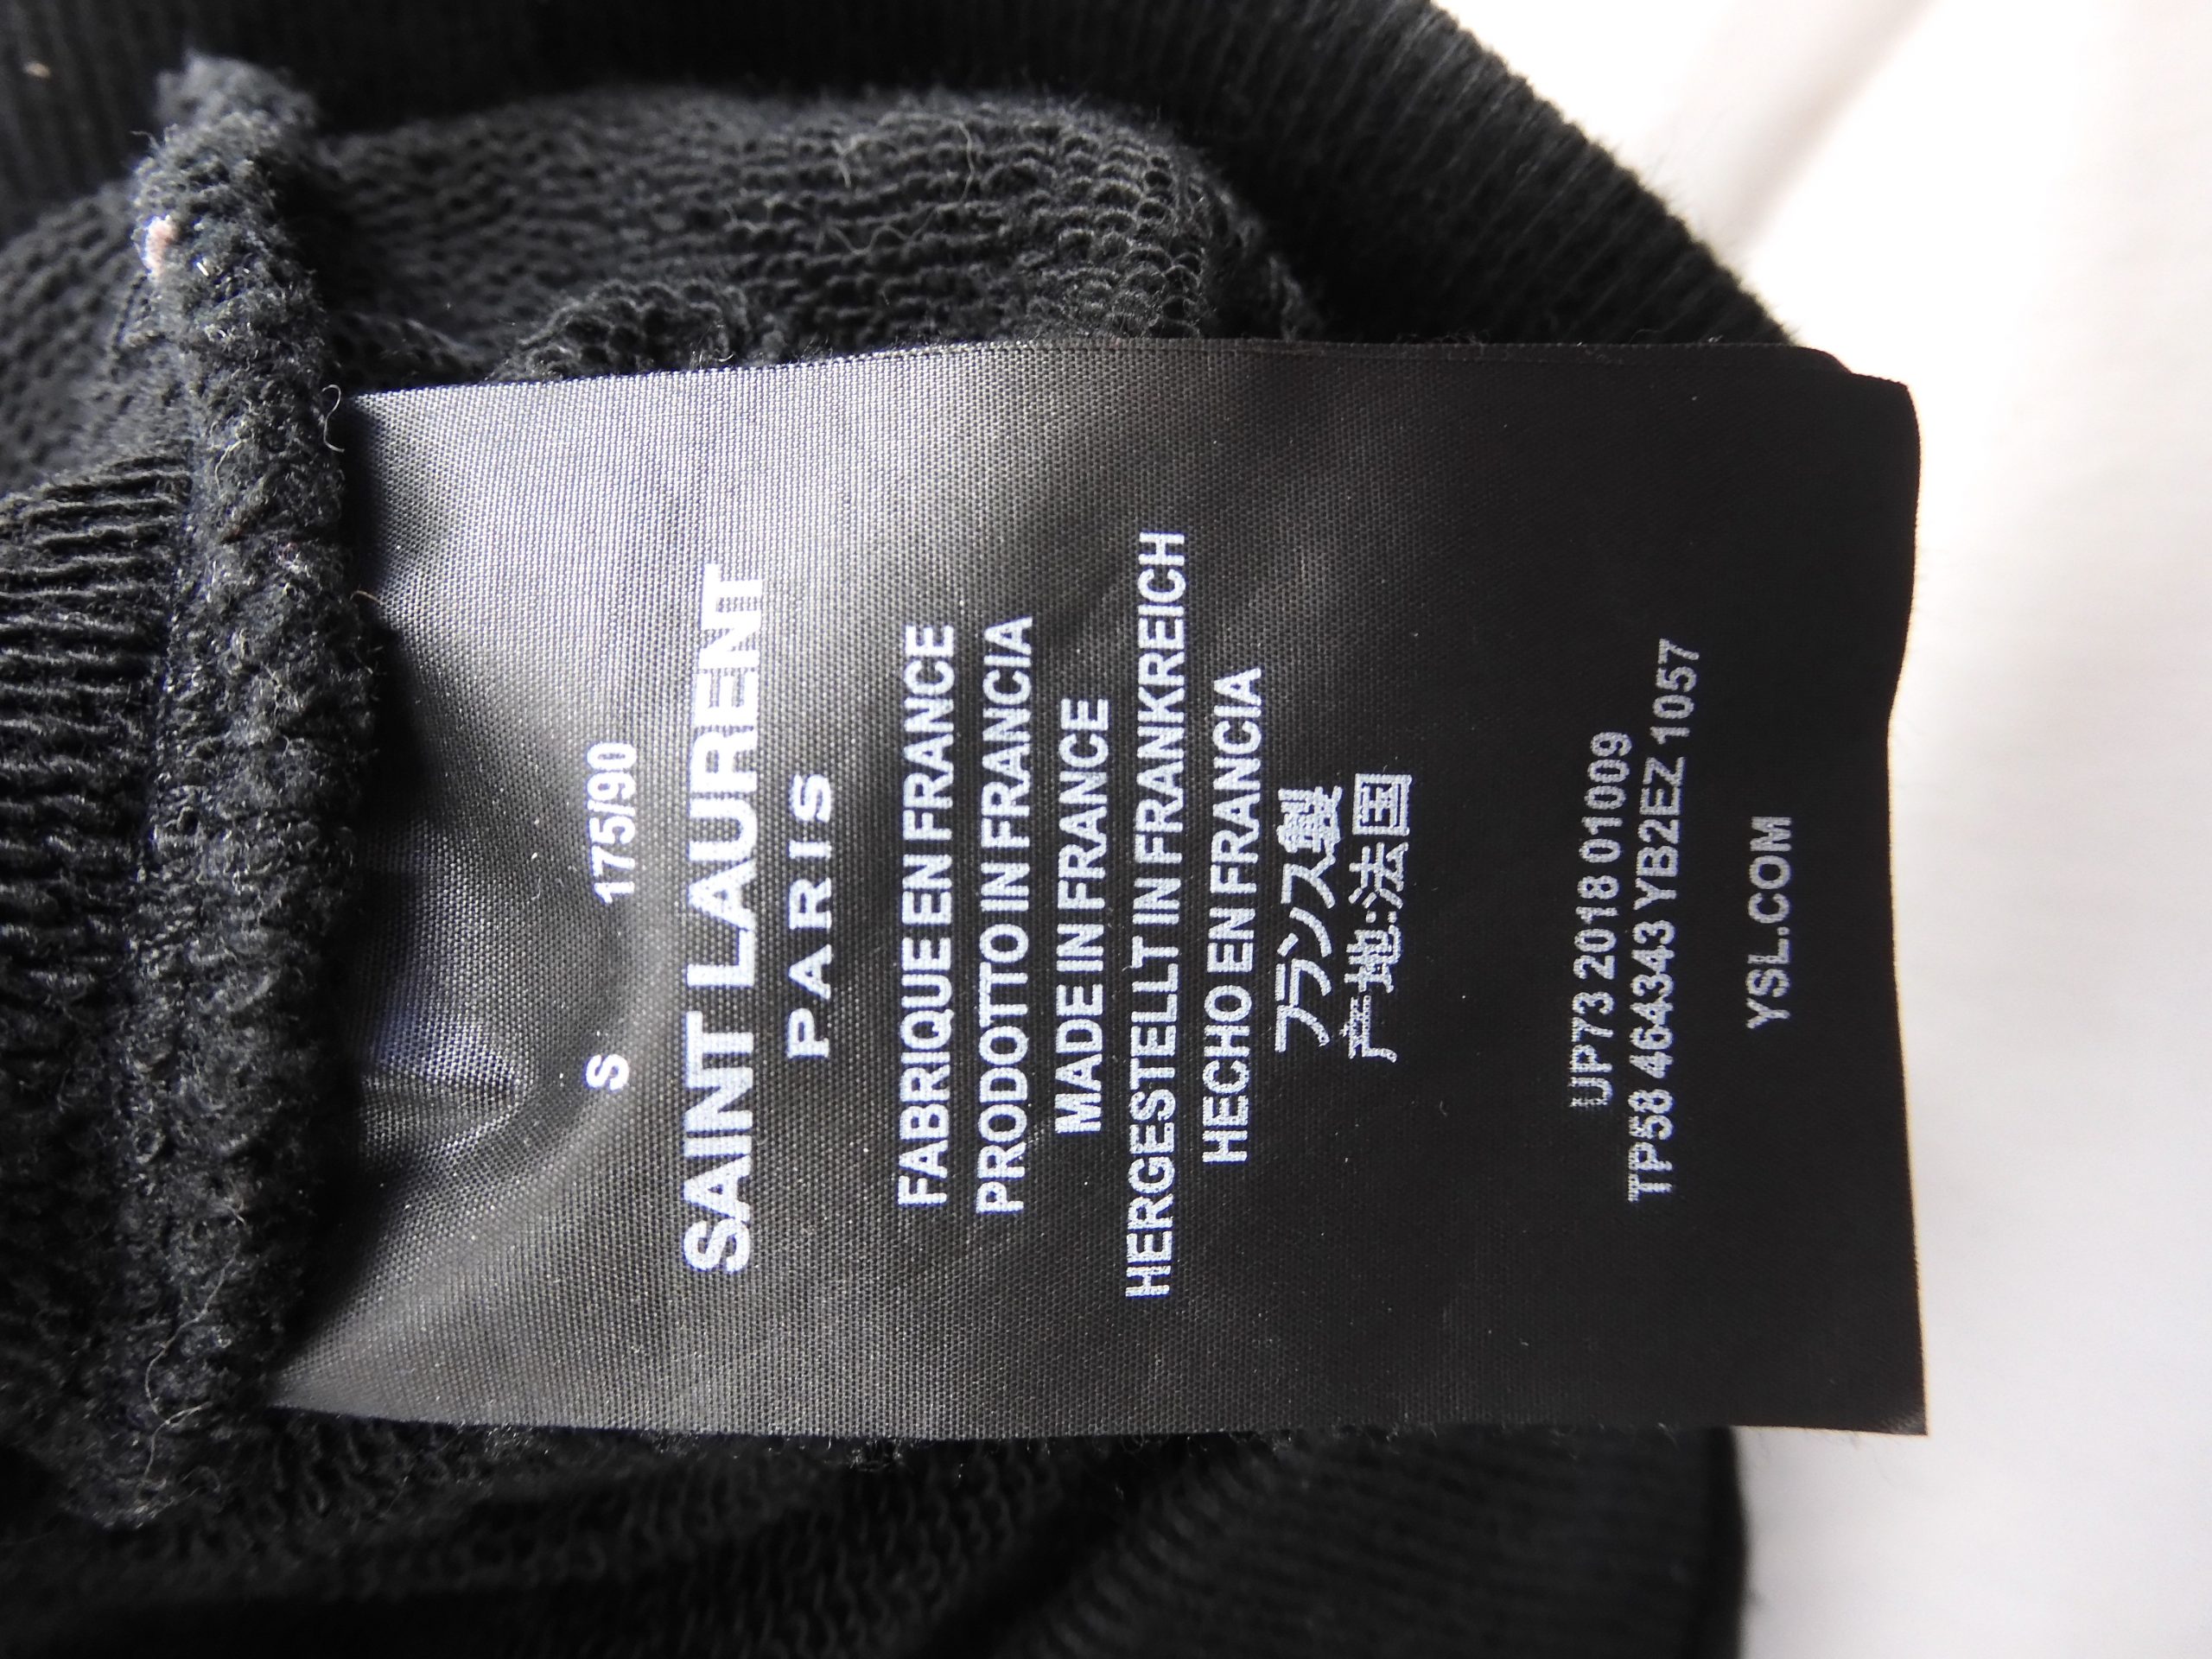 S 175/90
SAINT LAURENT
PARIS
FABRIQUE EN FRANCE
PRODOTTO IN FRANCIA
MADE IN FRANCE
HERGESTELLT IN FRANKREICH
HECHO EN FRANCIA
フランス製
产地:法国
UP73 2018 01009
TP58 464343 YB2EZ 1057
YSL.COM